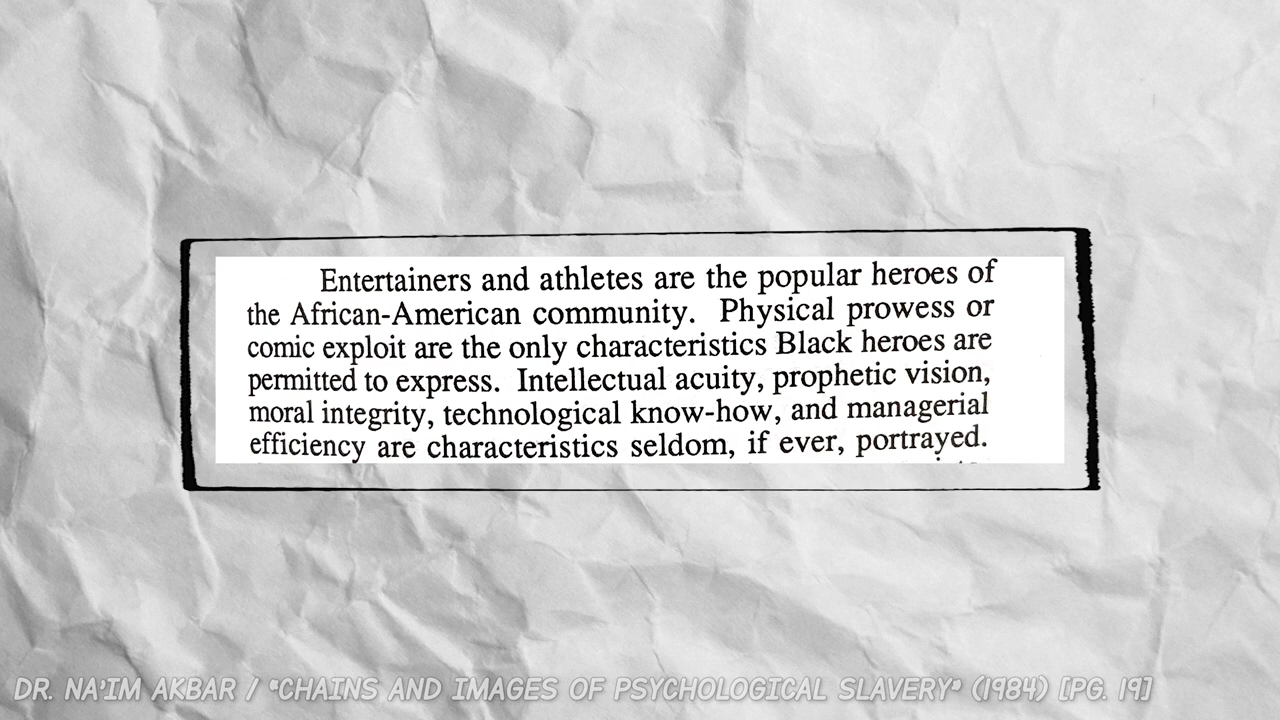 Entertainers and athletes are the popular heroes of
the African-American community. Physical prowess or
comic exploit are the only characteristics Black heroes are
permitted to express. Intellectual acuity, prophetic vision,
moral integrity, technological know-how, and managerial
efficiency are characteristics seldom, if ever, portrayed.
DR. NA'IM AKBAR / "CHAINS AND IMAGES OF PSYCHOLOGICAL SLAVERY" (1984) [PG. 19]